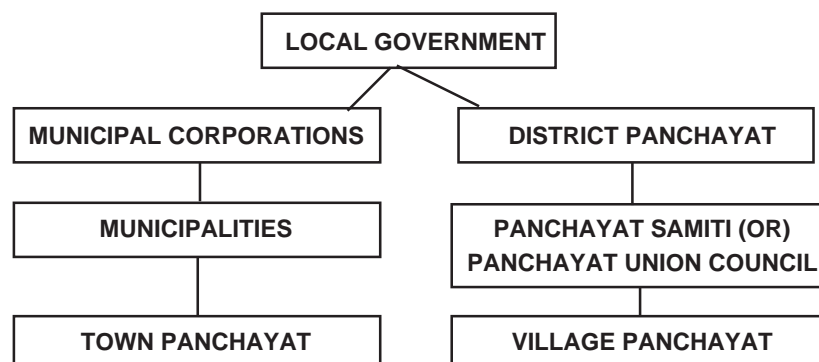 LOCAL GOVERNMENT
MUNICIPAL CORPORATIONS
DISTRICT PANCHAYAT
MUNICIPALITIES
PANCHAYAT SAMITI (OR)
PANCHAYAT UNION COUNCIL
TOWN PANCHAYAT
VILLAGE PANCHAYAT